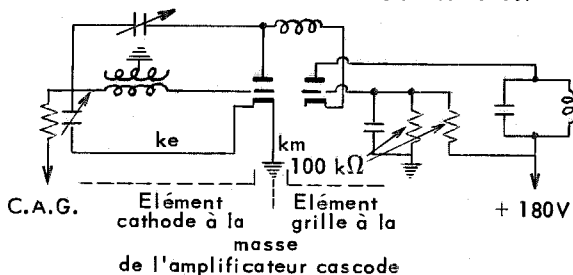 ke
km
100 kΩ
C.A.G.
Elément
cathode à la
Elément
grille à la
masse
de l'amplificateur cascode
+ 180V